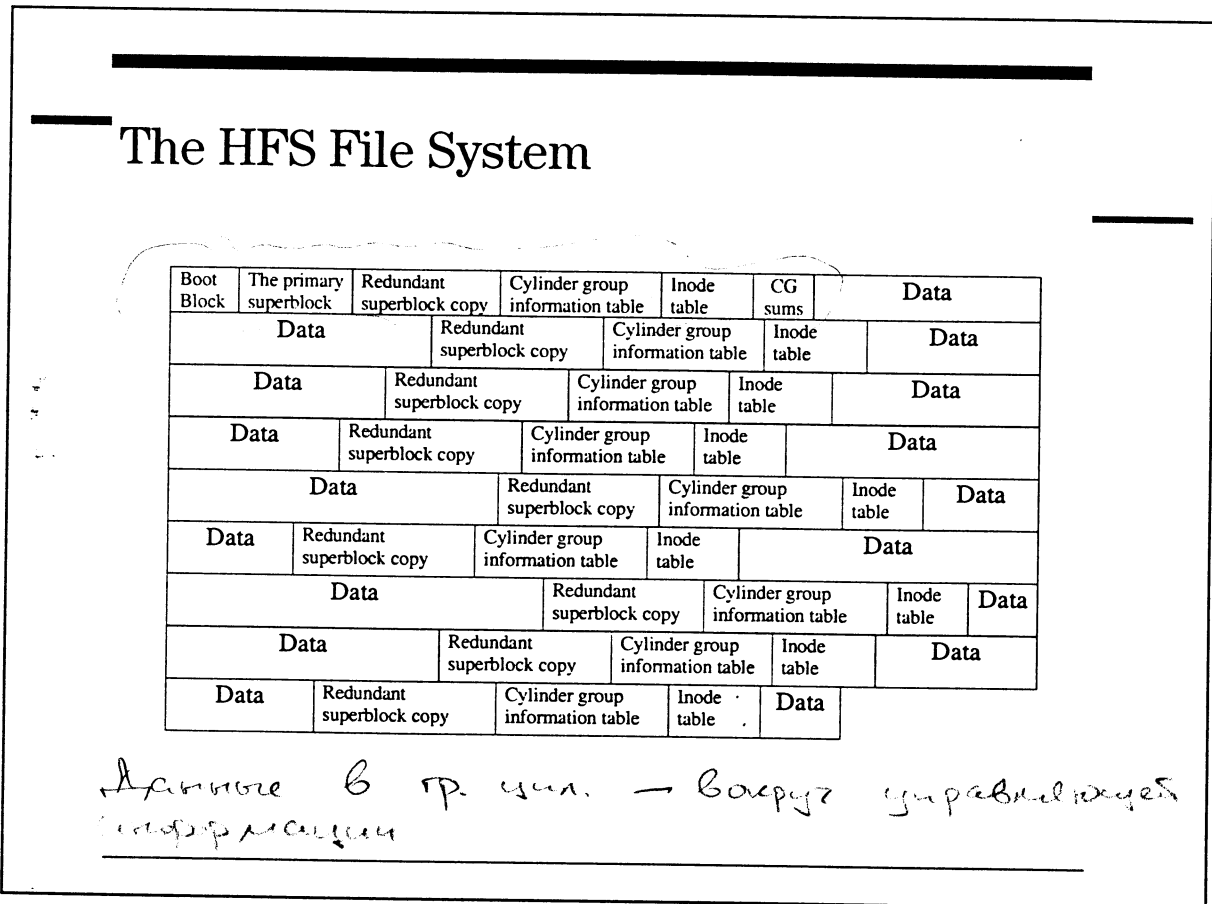 The HFS File System
Boot Block The primary superblock Redundant superblock copy Cylinder group information table Inode table CG sums Data
Data Redundant superblock copy Cylinder group information table Inode table Data
Data Redundant superblock copy Cylinder group information table Inode table Data
Data Redundant superblock copy Cylinder group information table Inode table Data
Data Redundant superblock copy Cylinder group information table Inode table Data
Data Redundant superblock copy Cylinder group information table Inode table Data
Data Redundant superblock copy Cylinder group information table Inode table Data
Data Redundant superblock copy Cylinder group information table Inode table Data
Data Redundant superblock copy Cylinder group information table Inode table Data
Данные в гр. цил. — вокруг управляющей
информации